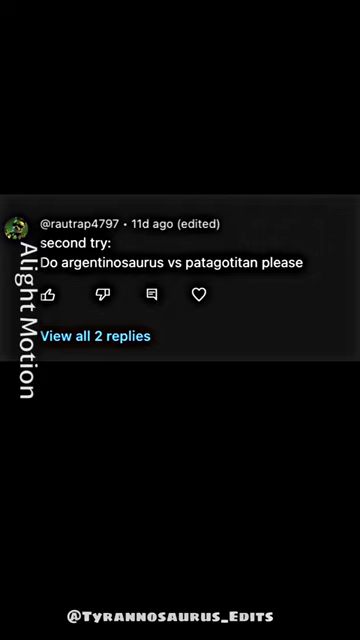 @rautrap4797 • 11d ago (edited)
second try:
Do argentinosaurus vs patagotitan please
View all 2 replies
Alight Motion
@Tyrannosaurus_Edits